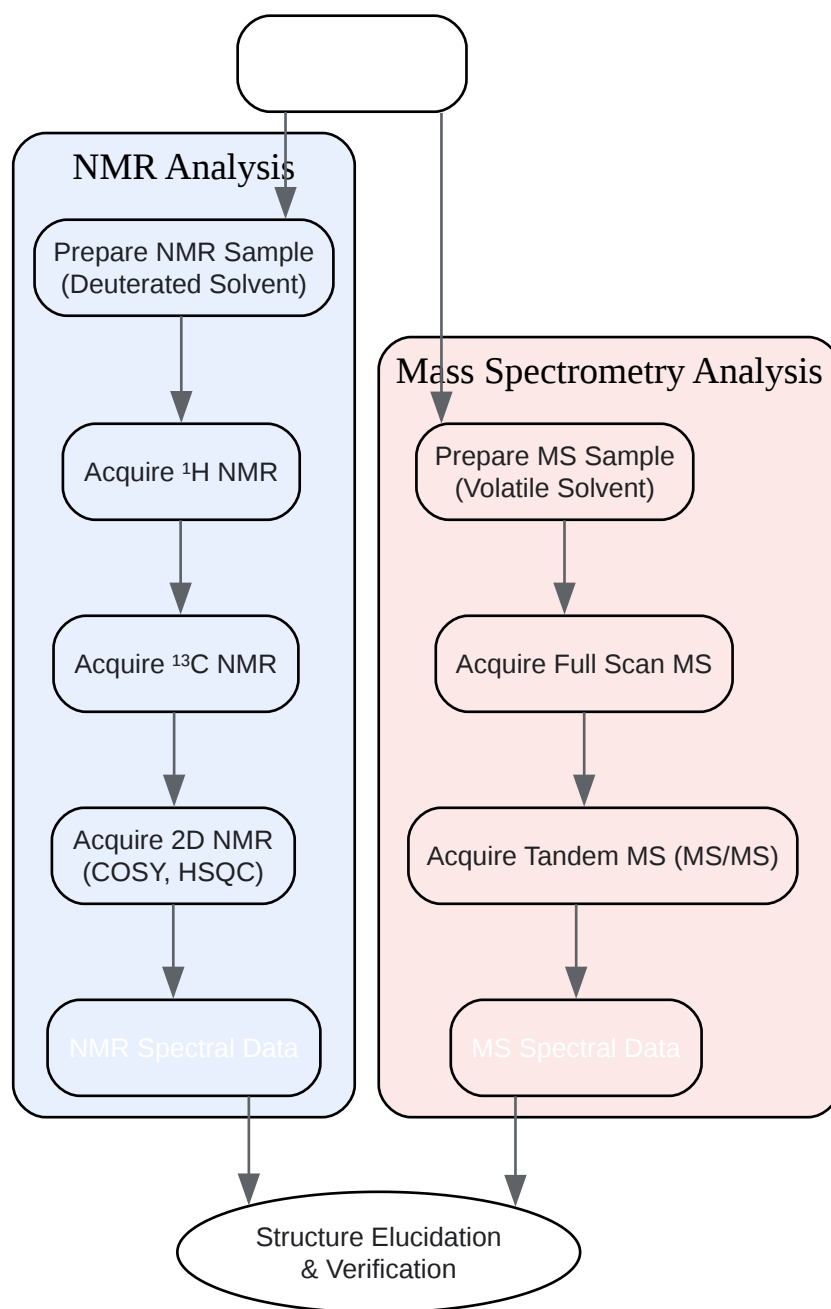 NMR Analysis
Prepare NMR Sample
(Deuterated Solvent)
Acquire ¹H NMR
Acquire ¹³C NMR
Acquire 2D NMR
(COSY, HSQC)
NMR Spectral Data
Mass Spectrometry Analysis
Prepare MS Sample
(Volatile Solvent)
Acquire Full Scan MS
Acquire Tandem MS (MS/MS)
MS Spectral Data
Structure Elucidation
& Verification